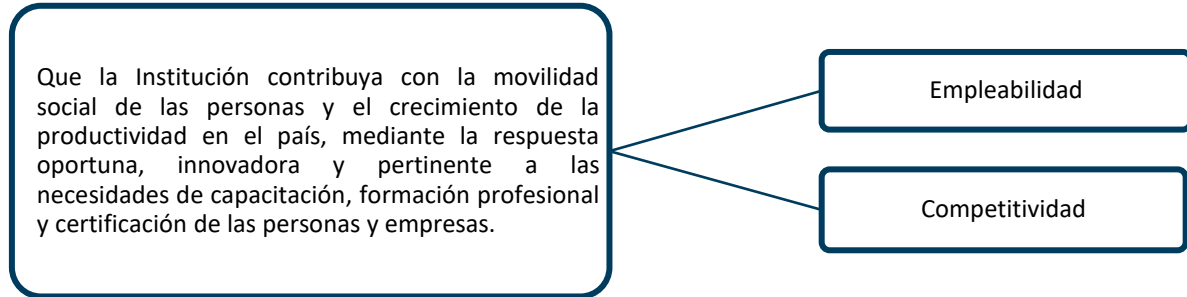 Que la Institución contribuya con la movilidad
social de las personas y el crecimiento de la
productividad en el país, mediante la respuesta
oportuna, innovadora y pertinente a las
necesidades de capacitación, formación profesional
y certificación de las personas y empresas.
Empleabilidad
Competitividad